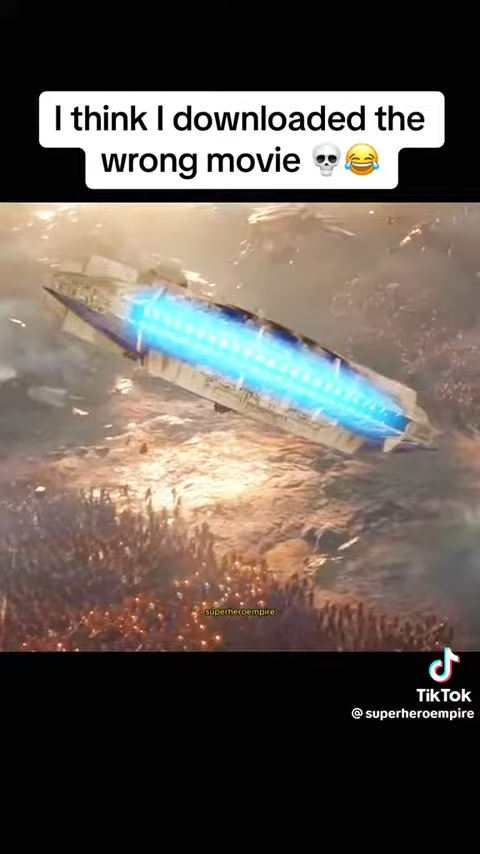 I think I downloaded the
wrong movie 💀😂
superheroempire
TikTok
@superheroempire